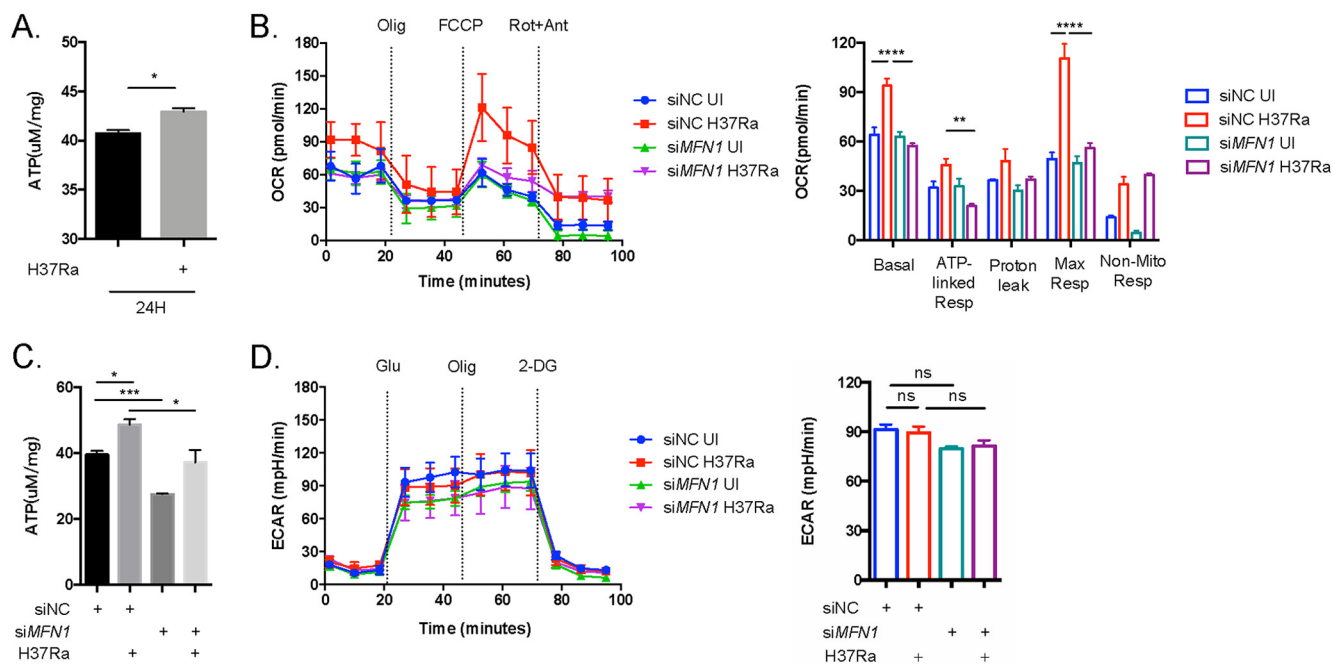 A.
ATP(uM/mg)
50
45
40
35
30
*
H37Ra
+
24H
B.
Olig
FCCP
Rot+Ant
OCR (pmol/min)
150
120
90
60
30
0
0
20
40
60
80
100
Time (minutes)
siNC UI
siNC H37Ra
siMFN1 UI
siMFN1 H37Ra
OCR(pmol/min)
150
120
90
60
30
0
****
**
****
Basal
ATP-
linked
Resp
Proton
leak
Max
Resp
Non-Mito
Resp
siNC UI
siNC H37Ra
siMFN1 UI
siMFN1 H37Ra
C.
ATP(uM/mg)
60
40
20
0
*
***
*
siNC + +
siMFN1 + +
H37Ra + +
D.
Glu
Olig
2-DG
ECAR (mpH/min)
180
150
120
90
60
30
0
0
20
40
60
80
100
Time (minutes)
siNC UI
siNC H37Ra
siMFN1 UI
siMFN1 H37Ra
ECAR (mpH/min)
120
90
60
30
0
ns
ns
ns
siNC + +
siMFN1 + +
H37Ra + +